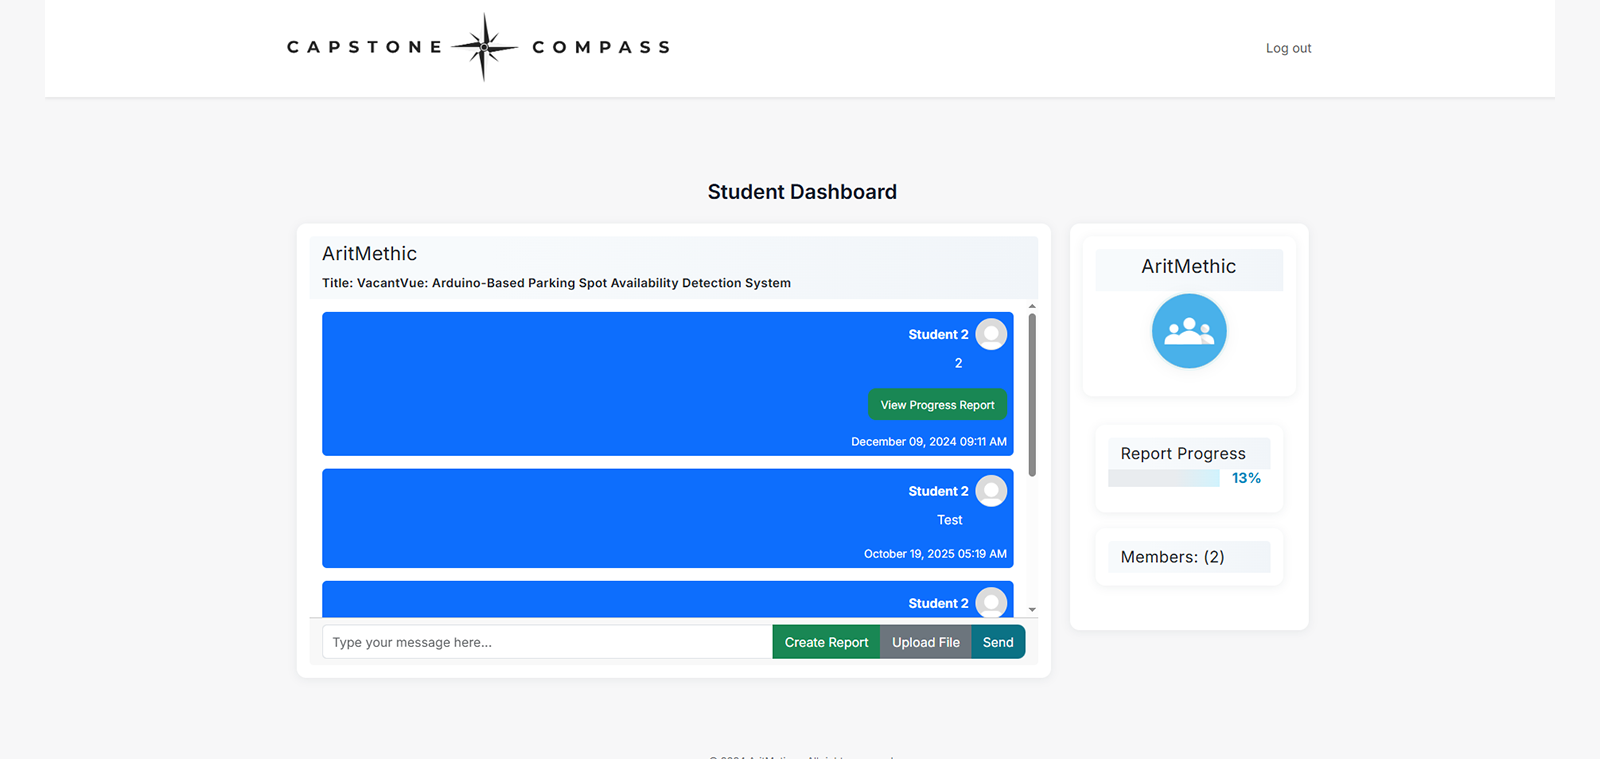 CAPSTONE COMPASS
Log out
Student Dashboard
AritMethic
Title: VacantVue: Arduino-Based Parking Spot Availability Detection System
Student 2
2
View Progress Report
December 09, 2024 09:11 AM
Student 2
Test
October 19, 2025 05:19 AM
Student 2
Type your message here...
Create Report
Upload File
Send
AritMethic
Report Progress
13%
Members: (2)